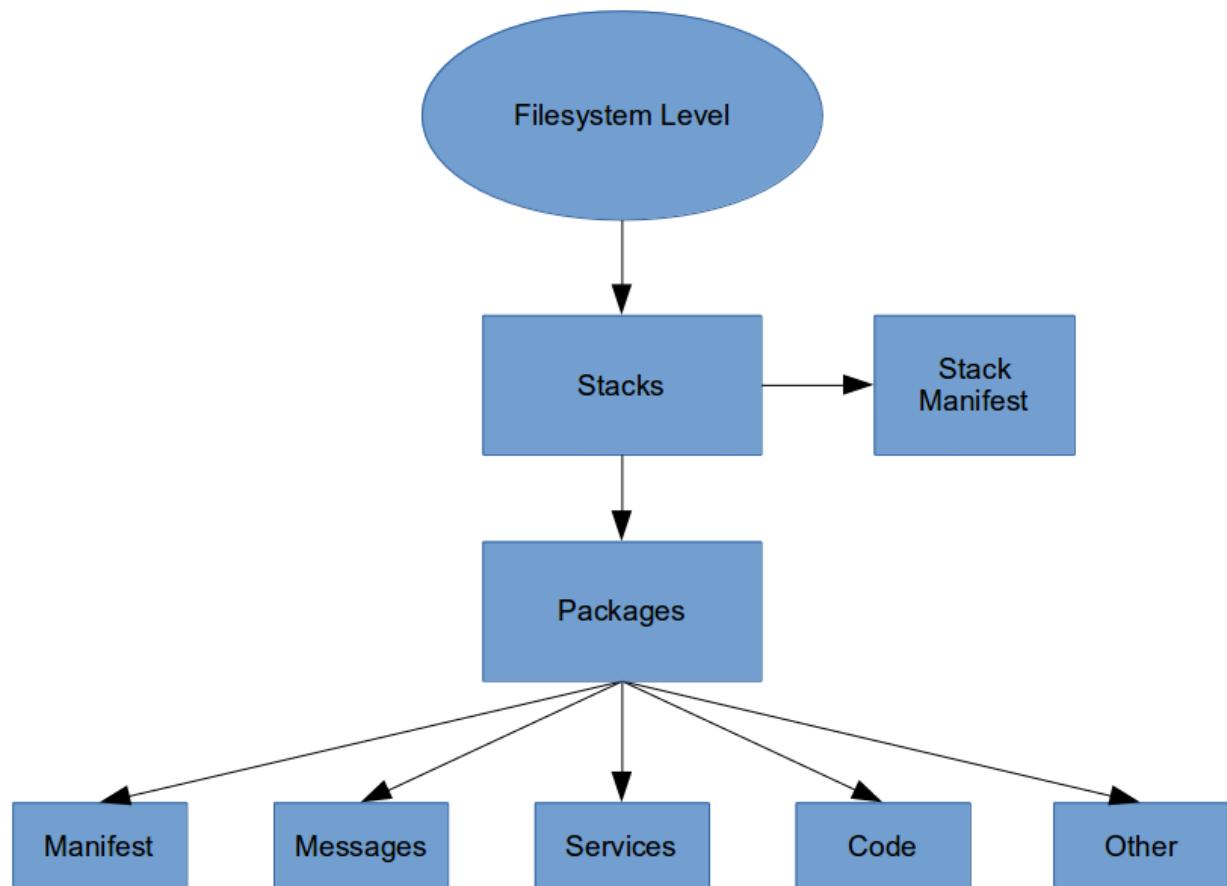 Filesystem Level
Stacks
Stack
Manifest
Packages
Manifest
Messages
Services
Code
Other